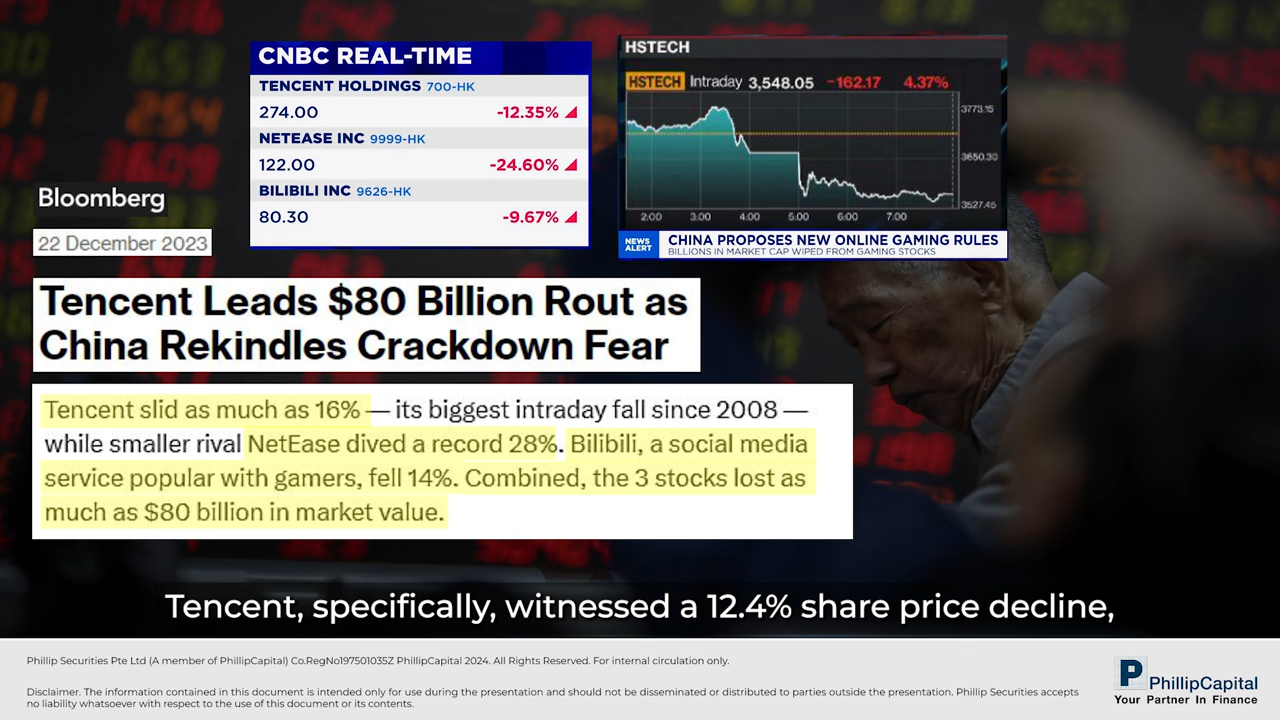 CNBC REAL-TIME
TENCENT HOLDINGS 700-HK
274.00 -12.35%
NETEASE INC 9999-HK
122.00 -24.60%
BILIBILI INC 9626-HK
80.30 -9.67%
HSTECH
HSTECH Intraday 3,548.05 -162.17 4.37%
3773.15
3650.30
3527.45
2:00 3:00 4:00 5:00 6:00 7:00
NEWS ALERT
CHINA PROPOSES NEW ONLINE GAMING RULES
BILLIONS IN MARKET CAP WIPED FROM GAMING STOCKS
Bloomberg
22 December 2023
Tencent Leads $80 Billion Rout as
China Rekindles Crackdown Fear
Tencent slid as much as 16% — its biggest intraday fall since 2008 —
while smaller rival NetEase dived a record 28%. Bilibili, a social media
service popular with gamers, fell 14%. Combined, the 3 stocks lost as
much as $80 billion in market value.
Tencent, specifically, witnessed a 12.4% share price decline,
Phillip Securities Pte Ltd (A member of PhillipCapital) Co.RegNo197501035Z PhillipCapital 2024. All Rights Reserved. For internal circulation only.
Disclaimer. The information contained in this document is intended only for use during the presentation and should not be disseminated or distributed to parties outside the presentation. Phillip Securities accepts
no liability whatsoever with respect to the use of this document or its contents.
PhillipCapital
Your Partner In Finance